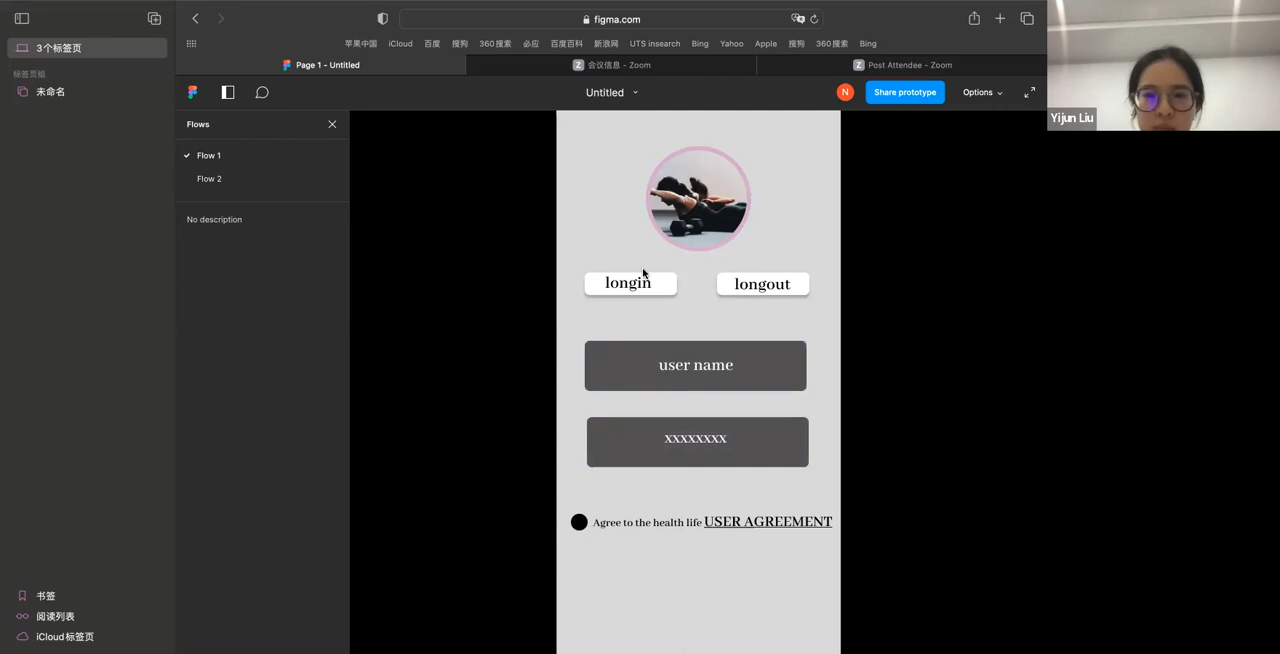 3个标签页
标签页组
未命名
书签
阅读列表
iCloud标签页
figma.com
苹果中国 iCloud 百度 搜狗 360搜索 必应 百度百科 新浪网 UTS insearch Bing Yahoo Apple 搜狗 360搜索 Bing
Page 1 - Untitled
Z 会议信息 - Zoom
Z Post Attendee - Zoom
Untitled
N
Share prototype
Options
Flows
Flow 1
Flow 2
No description
longin
longout
user name
xxxxxxxx
Agree to the health life USER AGREEMENT
Yijun Liu